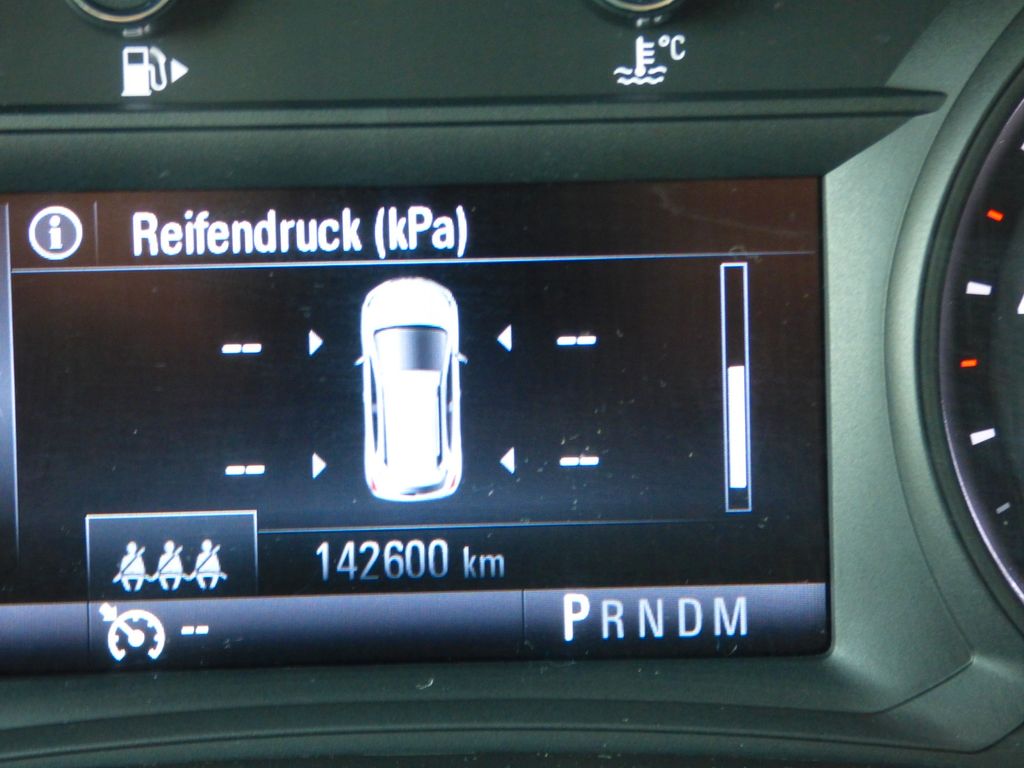 °C
i Reifendruck (kPa)
-- --
-- --
142600 km
-- PRNDM